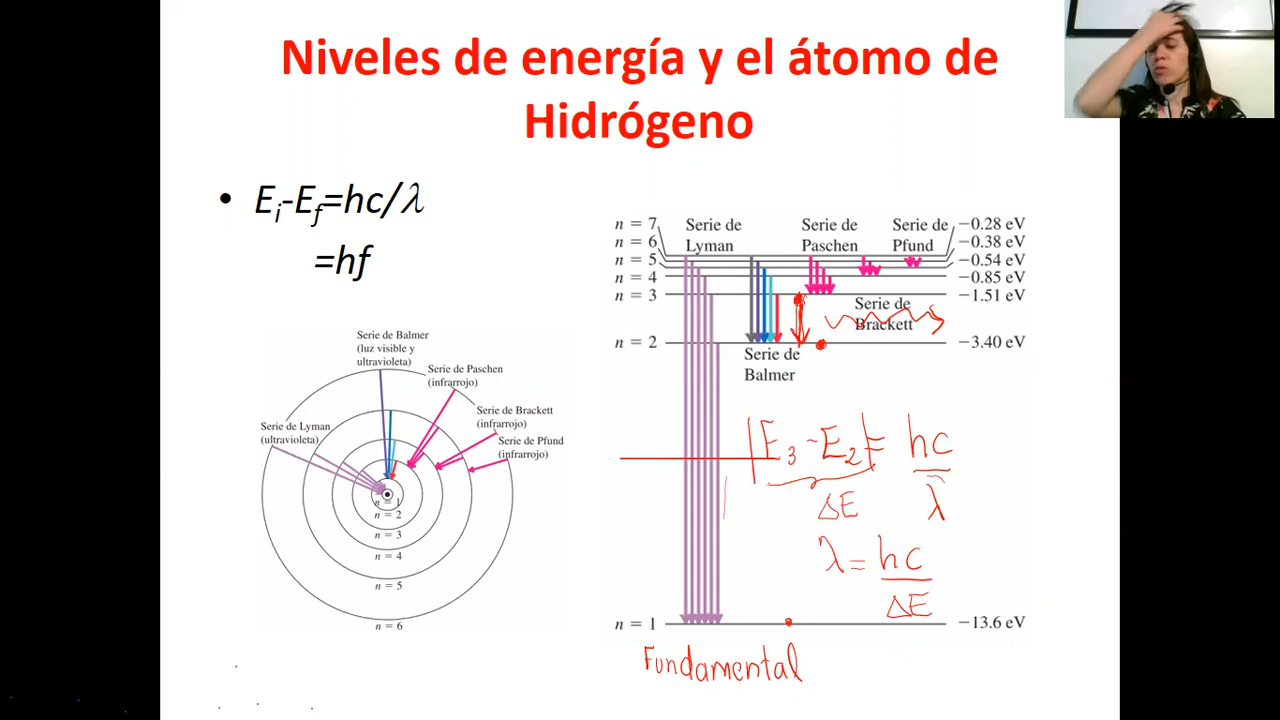 Niveles de energía y el átomo de
Hidrógeno
• Ei-Ef=hc/λ
=hf
Serie de Balmer
(luz visible y
ultravioleta)
Serie de Paschen
(infrarrojo)
Serie de Brackett
(infrarrojo)
Serie de Pfund
(infrarrojo)
Serie de Lyman
(ultravioleta)
n = 1
n = 2
n = 3
n = 4
n = 5
n = 6
n = 7
n = 6
n = 5
n = 4
n = 3
n = 2
n = 1
Serie de
Lyman
Serie de
Paschen
Serie de
Pfund
Serie de
Brackett
Serie de
Balmer
−0.28 eV
−0.38 eV
−0.54 eV
−0.85 eV
−1.51 eV
−3.40 eV
−13.6 eV
|E3 - E2| = hc/λ
ΔE
λ = hc/ΔE
Fundamental